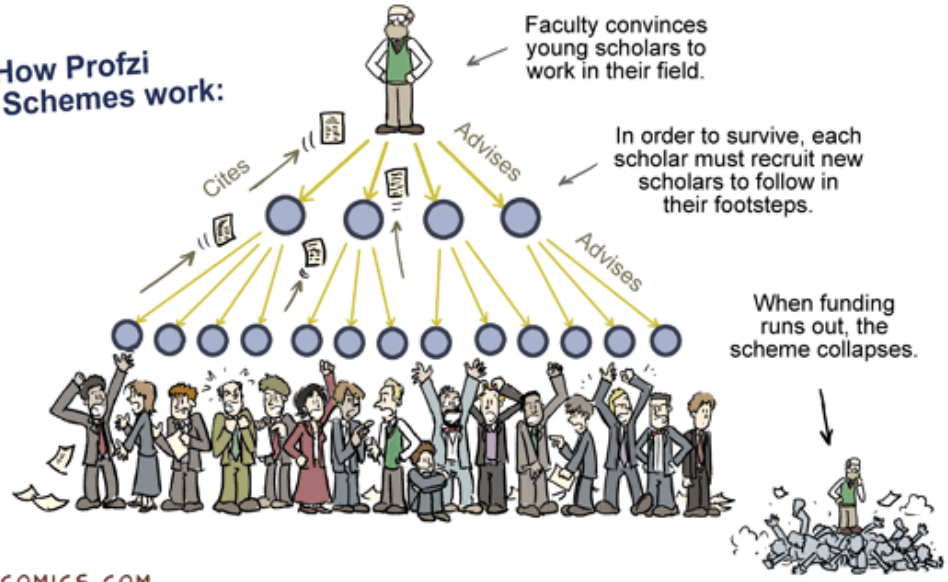 How Profzi
Schemes work:
Faculty convinces
young scholars to
work in their field.
Cites
Advises
In order to survive, each
scholar must recruit new
scholars to follow in
their footsteps.
Advises
When funding
runs out, the
scheme collapses.
COMICS.COM